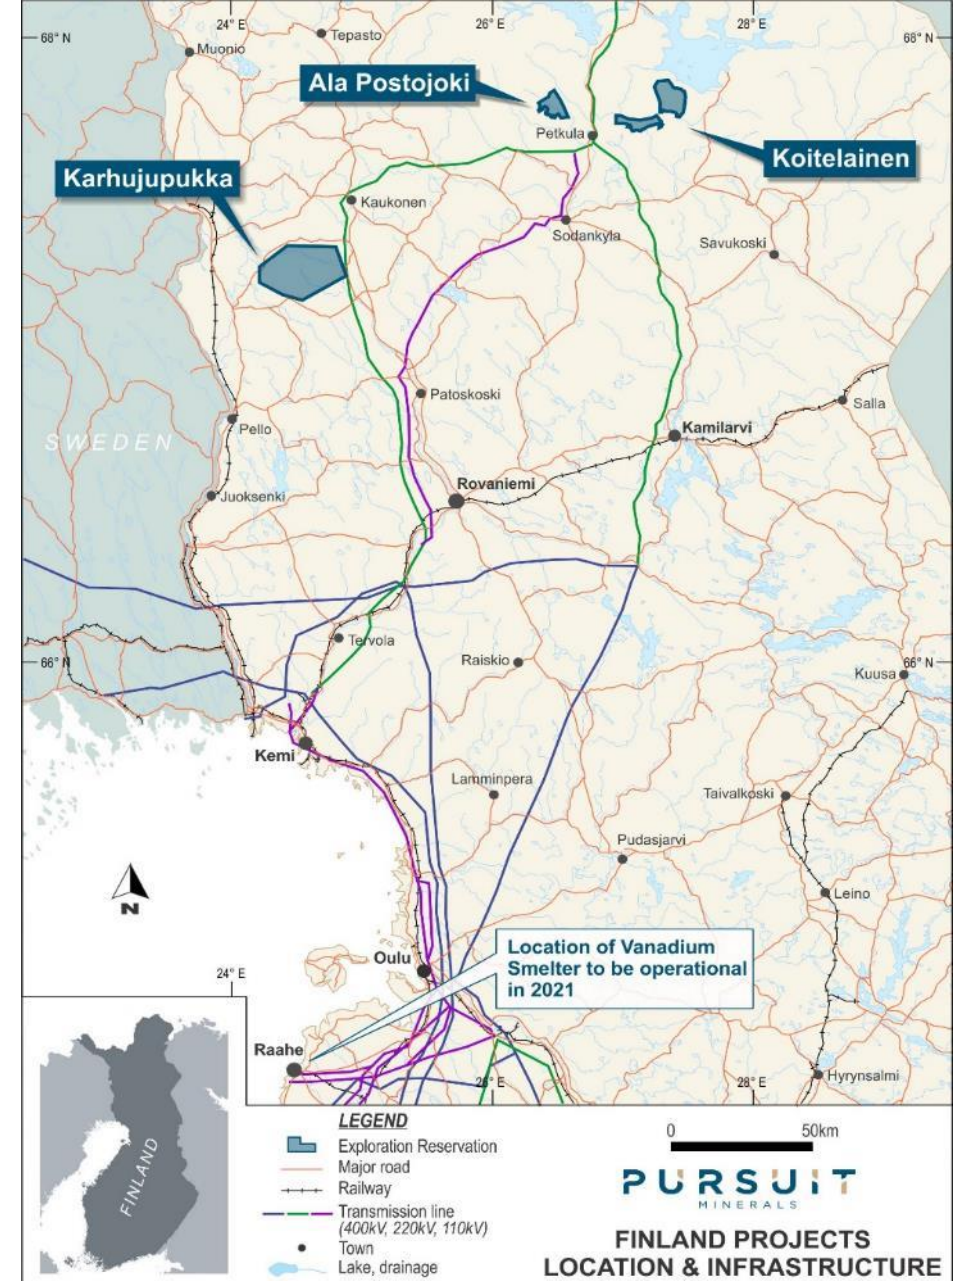 24° E
26° E
28° E
68° N
68° N
Tepasto
Muonio
Ala Postojoki
Petkula
Koitelainen
Karhujupukka
Kaukonen
Sodankyla
Savukoski
Patoskoski
Salla
Pello
Kamilarvi
SWEDEN
Rovaniemi
Juoksenki
Tervola
66° N
Raiskio
66° N
Kuusa
Kemi
Lamminpera
Taivalkoski
Pudasjarvi
N
Leino
Oulu
Location of Vanadium
Smelter to be operational
in 2021
24° E
Raahe
26° E
28° E
Hyrynsalmi
FINLAND
LEGEND
Exploration Reservation
Major road
Railway
Transmission line
(400kV, 220kV, 110kV)
Town
Lake, drainage
0 50km
PURSUIT
MINERALS
FINLAND PROJECTS
LOCATION & INFRASTRUCTURE